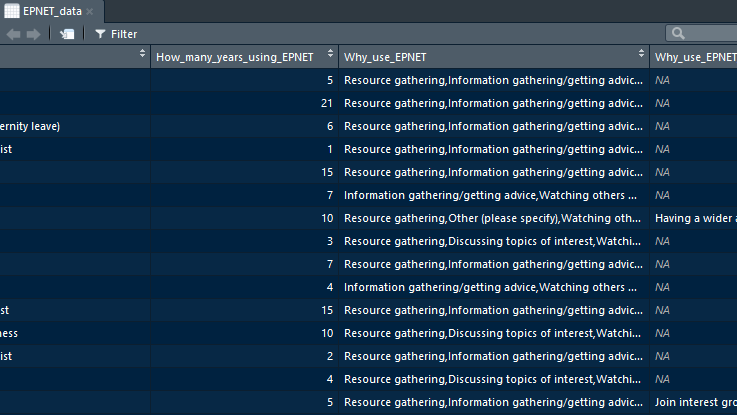 EPNET_data
Filter
How_many_years_using_EPNET Why_use_EPNET Why_use_EPNET
5 Resource gathering,Information gathering/getting advic... NA
21 Resource gathering,Information gathering/getting advic... NA
ernity leave) 6 Resource gathering,Information gathering/getting advic... NA
ist 1 Resource gathering,Information gathering/getting advic... NA
15 Resource gathering,Information gathering/getting advic... NA
7 Information gathering/getting advice,Watching others ... NA
10 Resource gathering,Other (please specify),Watching oth... Having a wider a
3 Resource gathering,Discussing topics of interest,Watchi... NA
7 Resource gathering,Information gathering/getting advic... NA
4 Information gathering/getting advice,Watching others ... NA
ist 15 Resource gathering,Information gathering/getting advic... NA
ness 10 Resource gathering,Discussing topics of interest,Watchi... NA
ist 2 Resource gathering,Information gathering/getting advic... NA
4 Resource gathering,Discussing topics of interest,Watchi... NA
5 Resource gathering,Information gathering/getting advic... Join interest gro